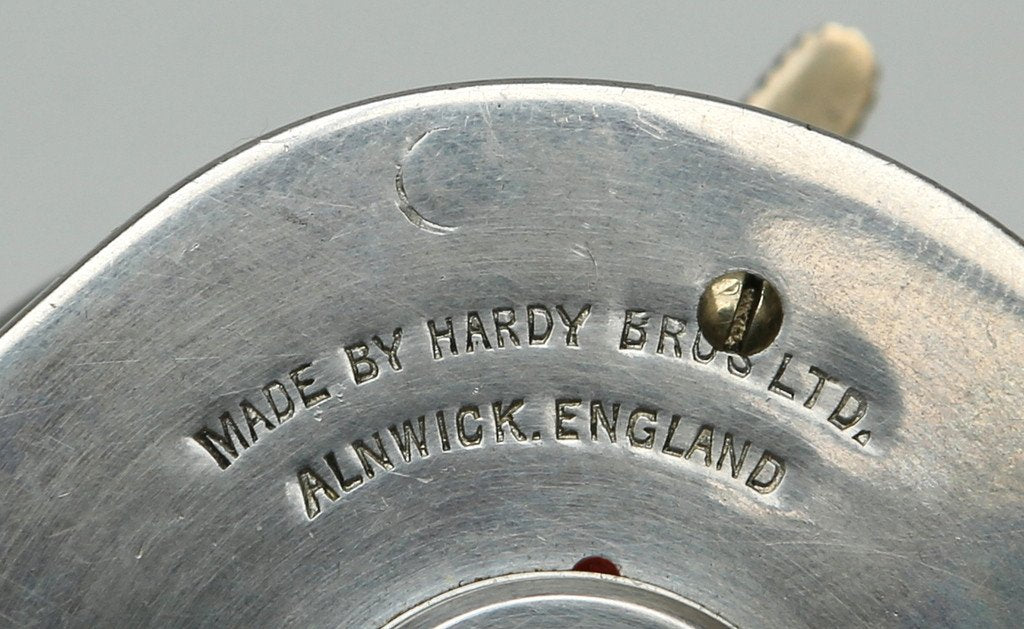 MADE BY HARDY BROS LTD.
ALNWICK. ENGLAND